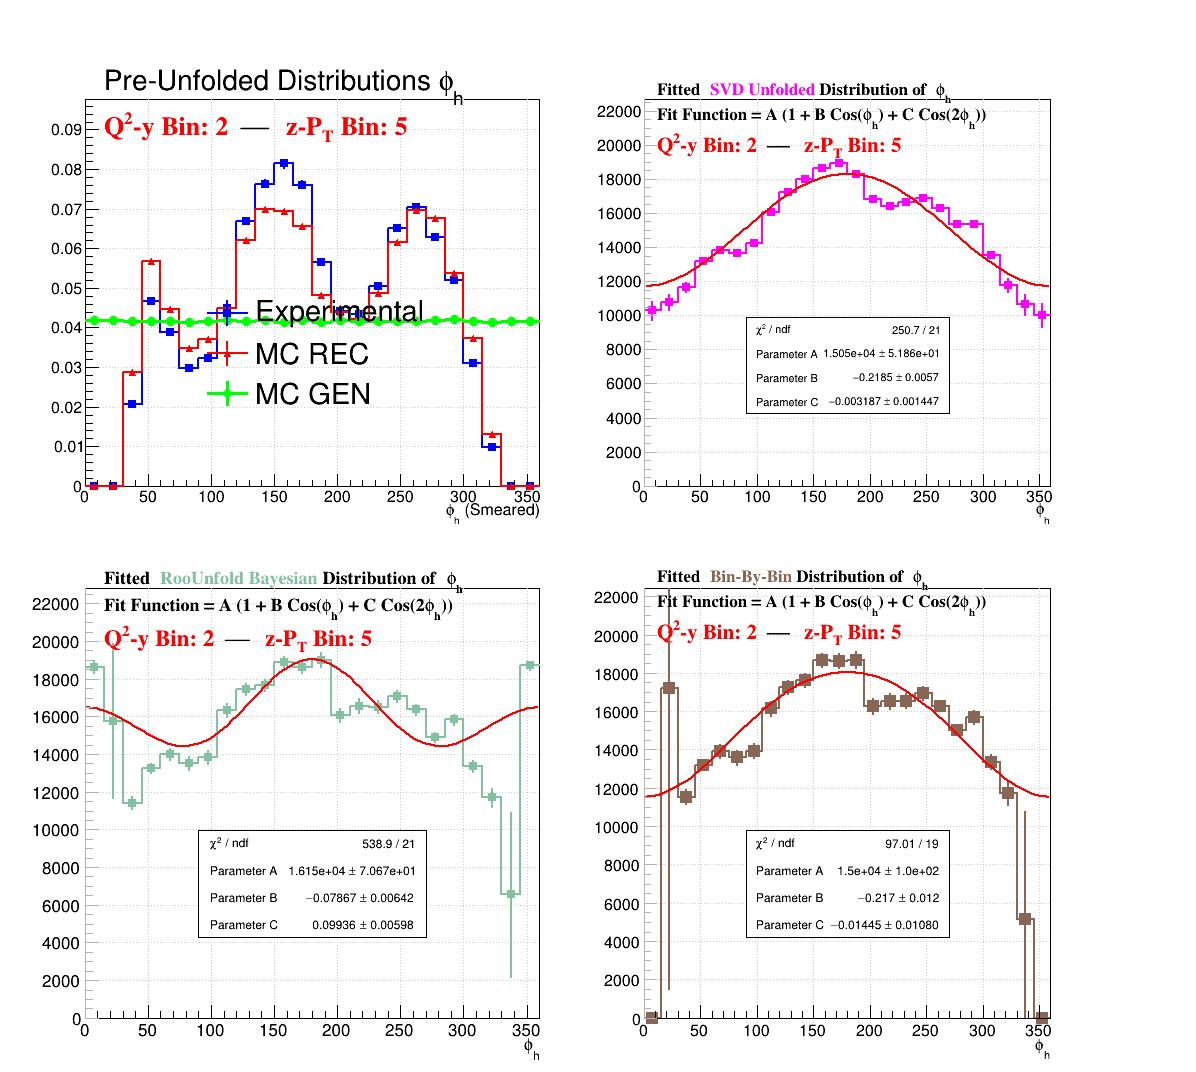 Pre-Unfolded Distributions ϕh
Q²-y Bin: 2 — z-PT Bin: 5
0.09
0.08
0.07
0.06
0.05
0.04
0.03
0.02
0.01
0
Experimental
MC REC
MC GEN
0 50 100 150 200 250 300 350
ϕh (Smeared)
Fitted SVD Unfolded Distribution of ϕh
Fit Function = A (1 + B Cos(ϕh) + C Cos(2ϕh))
Q²-y Bin: 2 — z-PT Bin: 5
22000
20000
18000
16000
14000
12000
10000
8000
6000
4000
2000
0
χ² / ndf 250.7 / 21
Parameter A 1.505e+04 ± 5.186e+01
Parameter B −0.2185 ± 0.0057
Parameter C −0.003187 ± 0.001447
0 50 100 150 200 250 300 350
ϕh
Fitted RooUnfold Bayesian Distribution of ϕh
Fit Function = A (1 + B Cos(ϕh) + C Cos(2ϕh))
Q²-y Bin: 2 — z-PT Bin: 5
22000
20000
18000
16000
14000
12000
10000
8000
6000
4000
2000
0
χ² / ndf 538.9 / 21
Parameter A 1.615e+04 ± 7.067e+01
Parameter B −0.07867 ± 0.00642
Parameter C 0.09936 ± 0.00598
0 50 100 150 200 250 300 350
ϕh
Fitted Bin-By-Bin Distribution of ϕh
Fit Function = A (1 + B Cos(ϕh) + C Cos(2ϕh))
Q²-y Bin: 2 — z-PT Bin: 5
22000
20000
18000
16000
14000
12000
10000
8000
6000
4000
2000
0
χ² / ndf 97.01 / 19
Parameter A 1.5e+04 ± 1.0e+02
Parameter B −0.217 ± 0.012
Parameter C −0.01445 ± 0.01080
0 50 100 150 200 250 300 350
ϕh